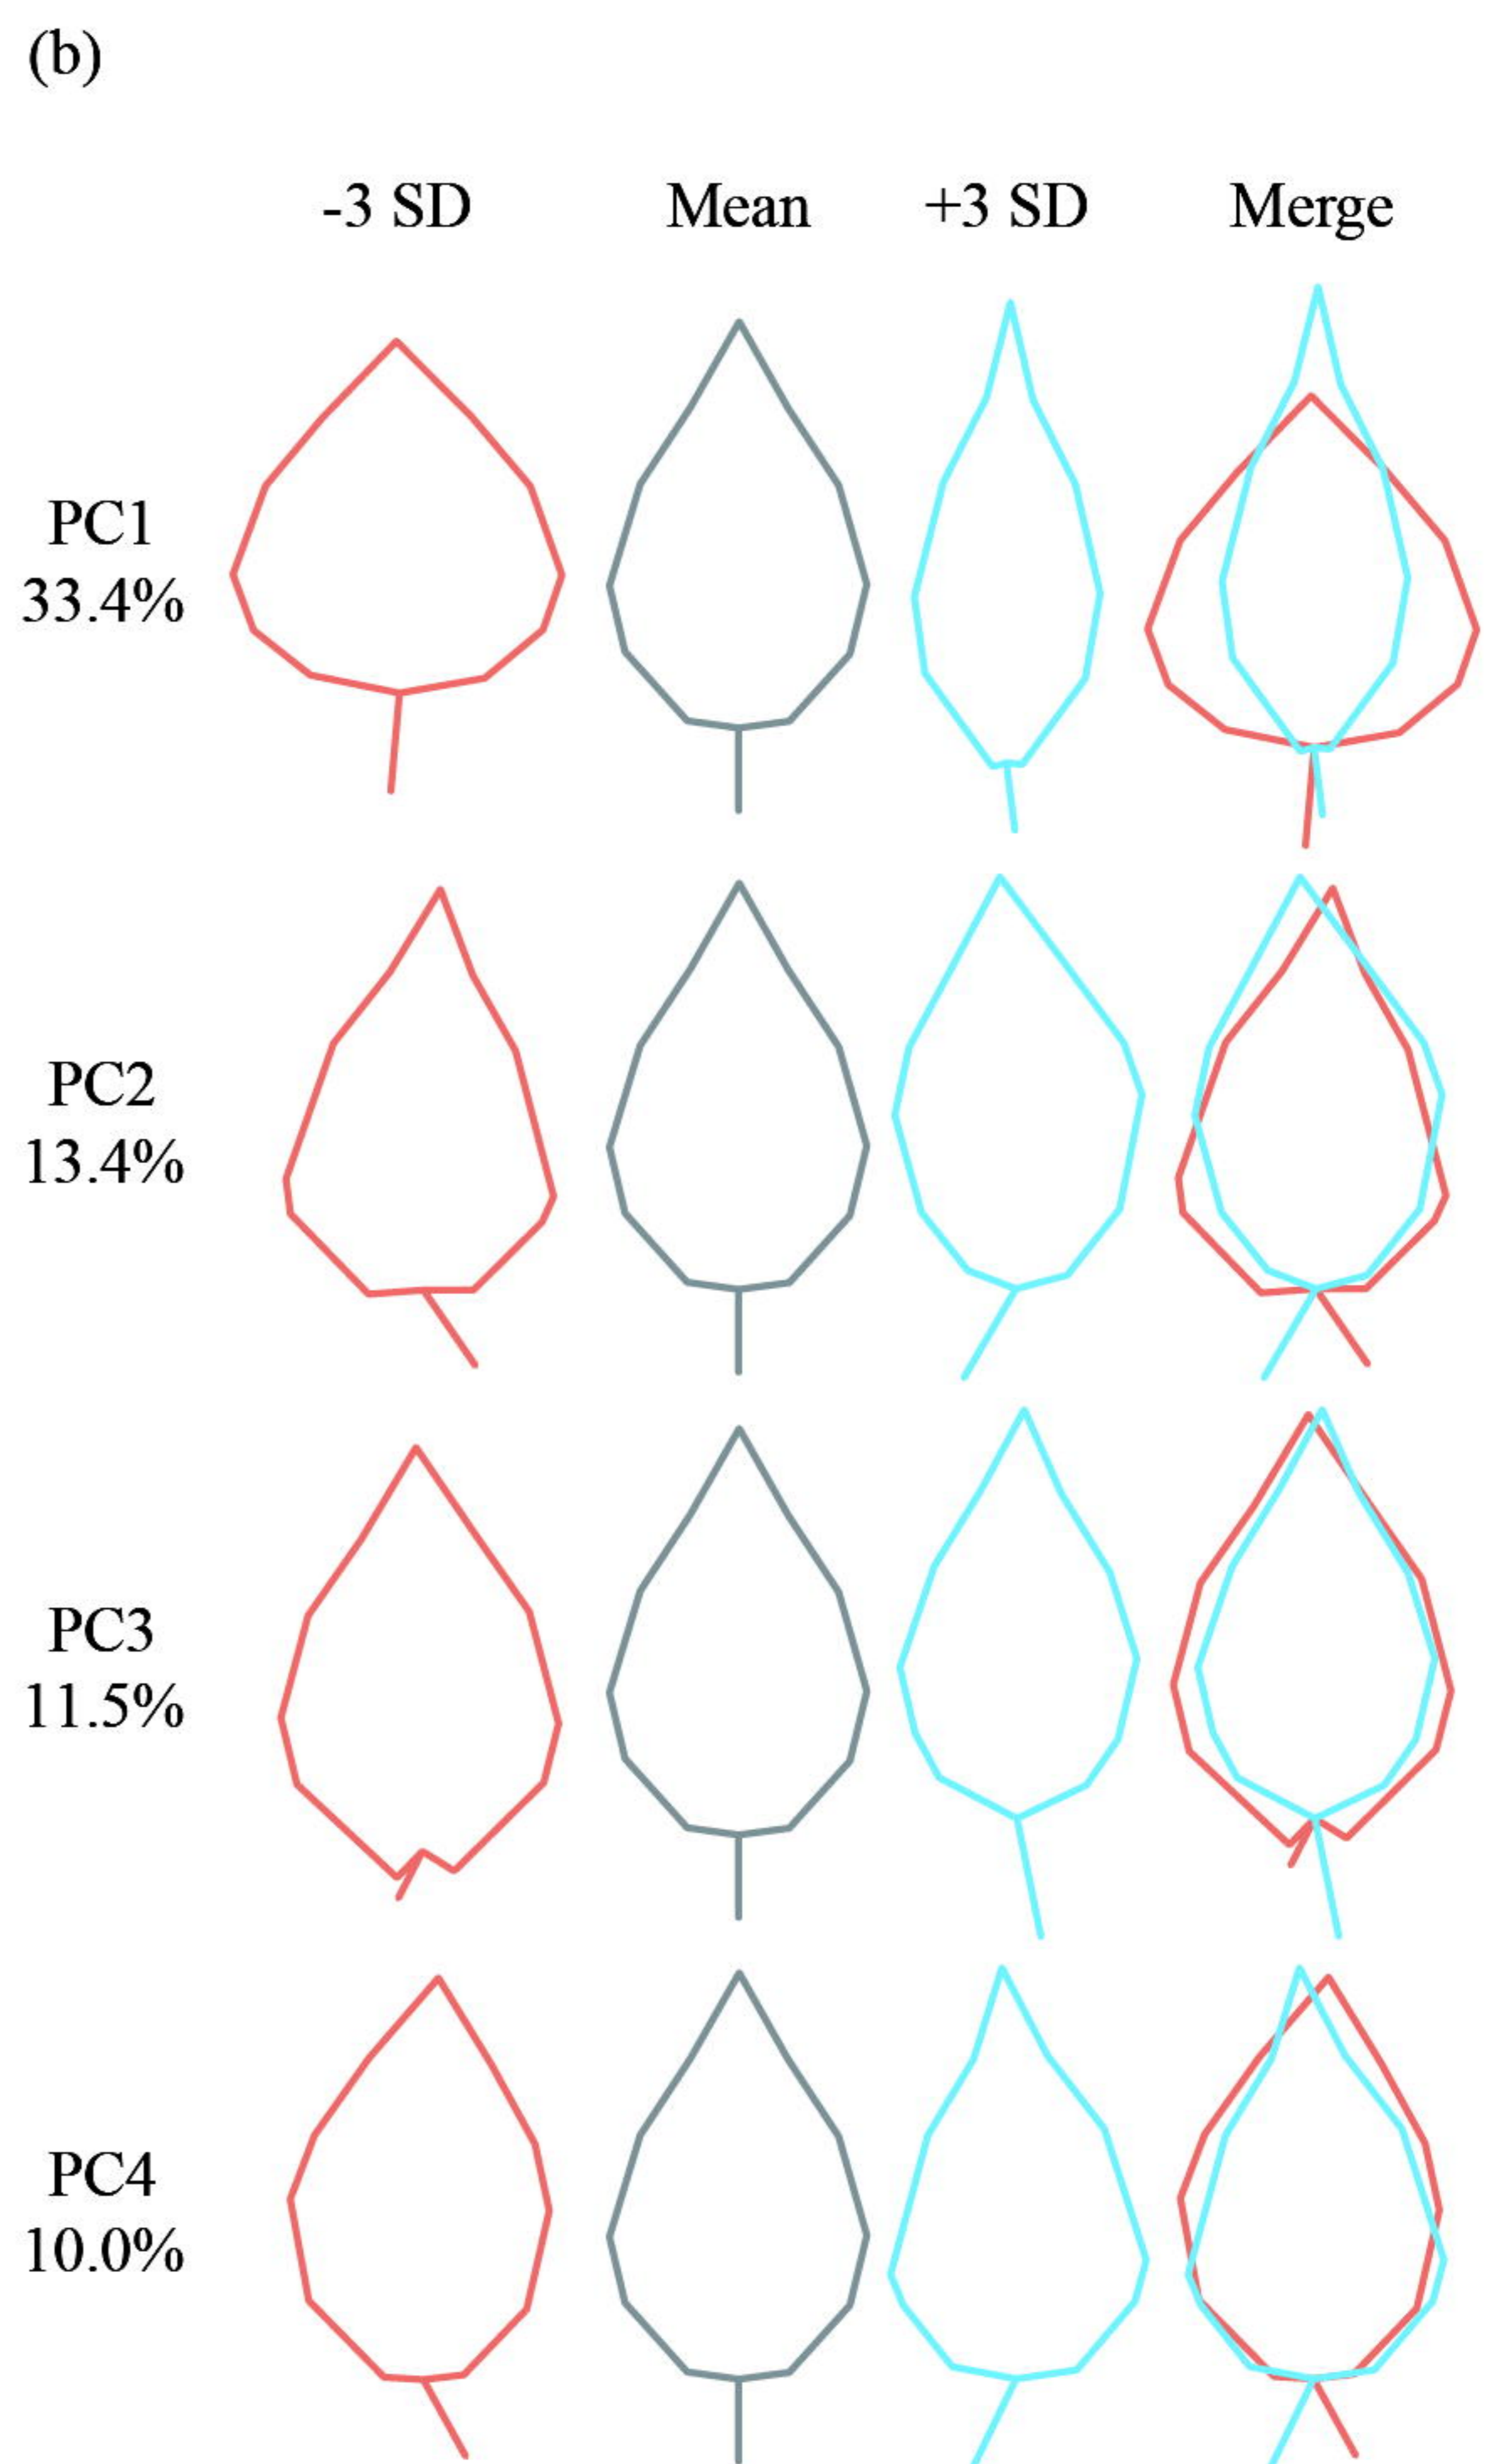 (b)
-3 SD Mean +3 SD Merge
PC1
33.4%
PC2
13.4%
PC3
11.5%
PC4
10.0%